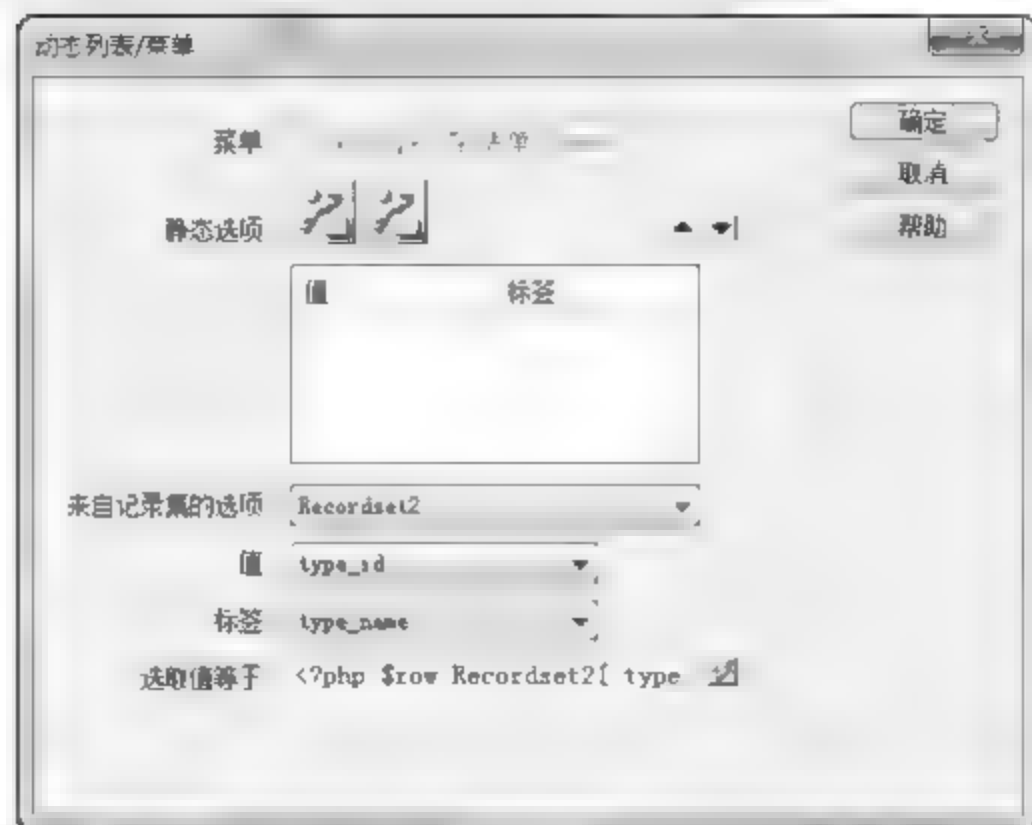 动态列表/菜单
确定
菜单
取消
静态选项
帮助
值 标签
来自记录集的选项 Recordset2
值 type_id
标签 type_name
选取值等于 <?php $row Recordset2[ type